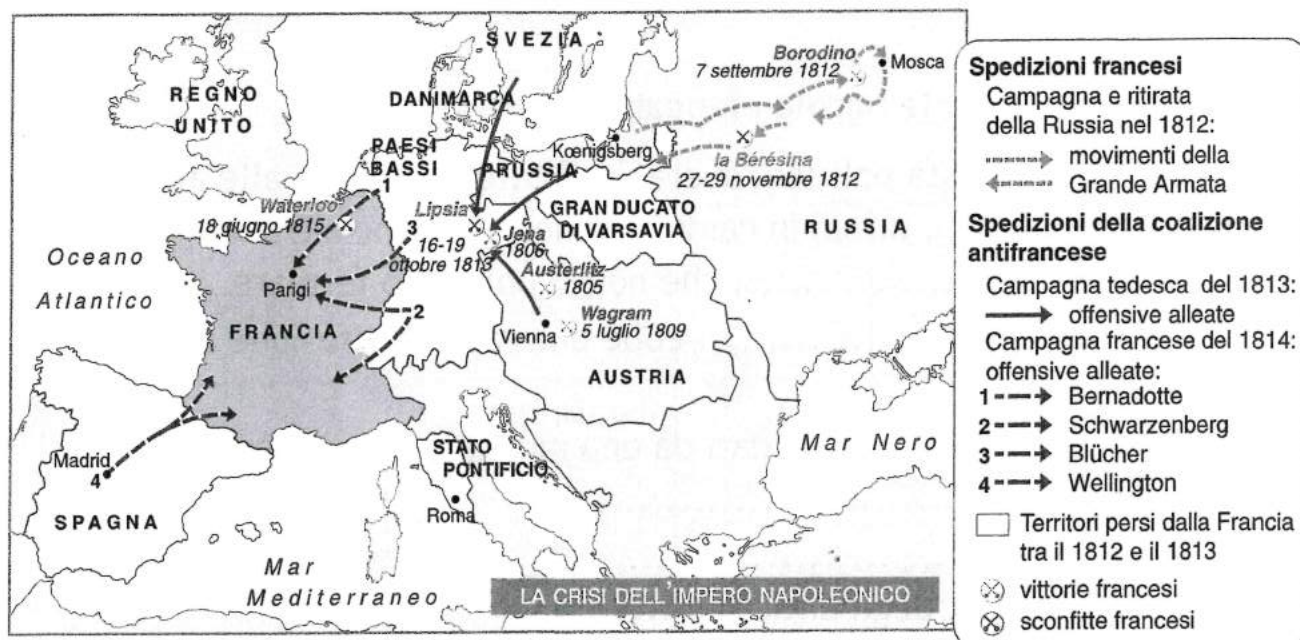 SVEZIA
Borodino
7 settembre 1812
Mosca
REGNO
UNITO
DANIMARCA
PAESI
BASSI
Kœnigsberg
PRUSSIA
la Bérésina
27-29 novembre 1812
1
Waterloo
18 giugno 1815
Lipsia
3
16-19
ottobre 1813
Jena
1806
GRAN DUCATO
DI VARSAVIA
RUSSIA
Oceano
Atlantico
Parigi
Austerlitz
1805
2
FRANCIA
Vienna
Wagram
5 luglio 1809
AUSTRIA
Madrid
4
SPAGNA
STATO
PONTIFICIO
Roma
Mar Nero
Mar
Mediterraneo
LA CRISI DELL'IMPERO NAPOLEONICO
Spedizioni francesi
Campagna e ritirata
della Russia nel 1812:
movimenti della
Grande Armata
Spedizioni della coalizione
antifrancese
Campagna tedesca del 1813:
offensive alleate
Campagna francese del 1814:
offensive alleate:
1 Bernadotte
2 Schwarzenberg
3 Blücher
4 Wellington
Territori persi dalla Francia
tra il 1812 e il 1813
vittorie francesi
sconfitte francesi